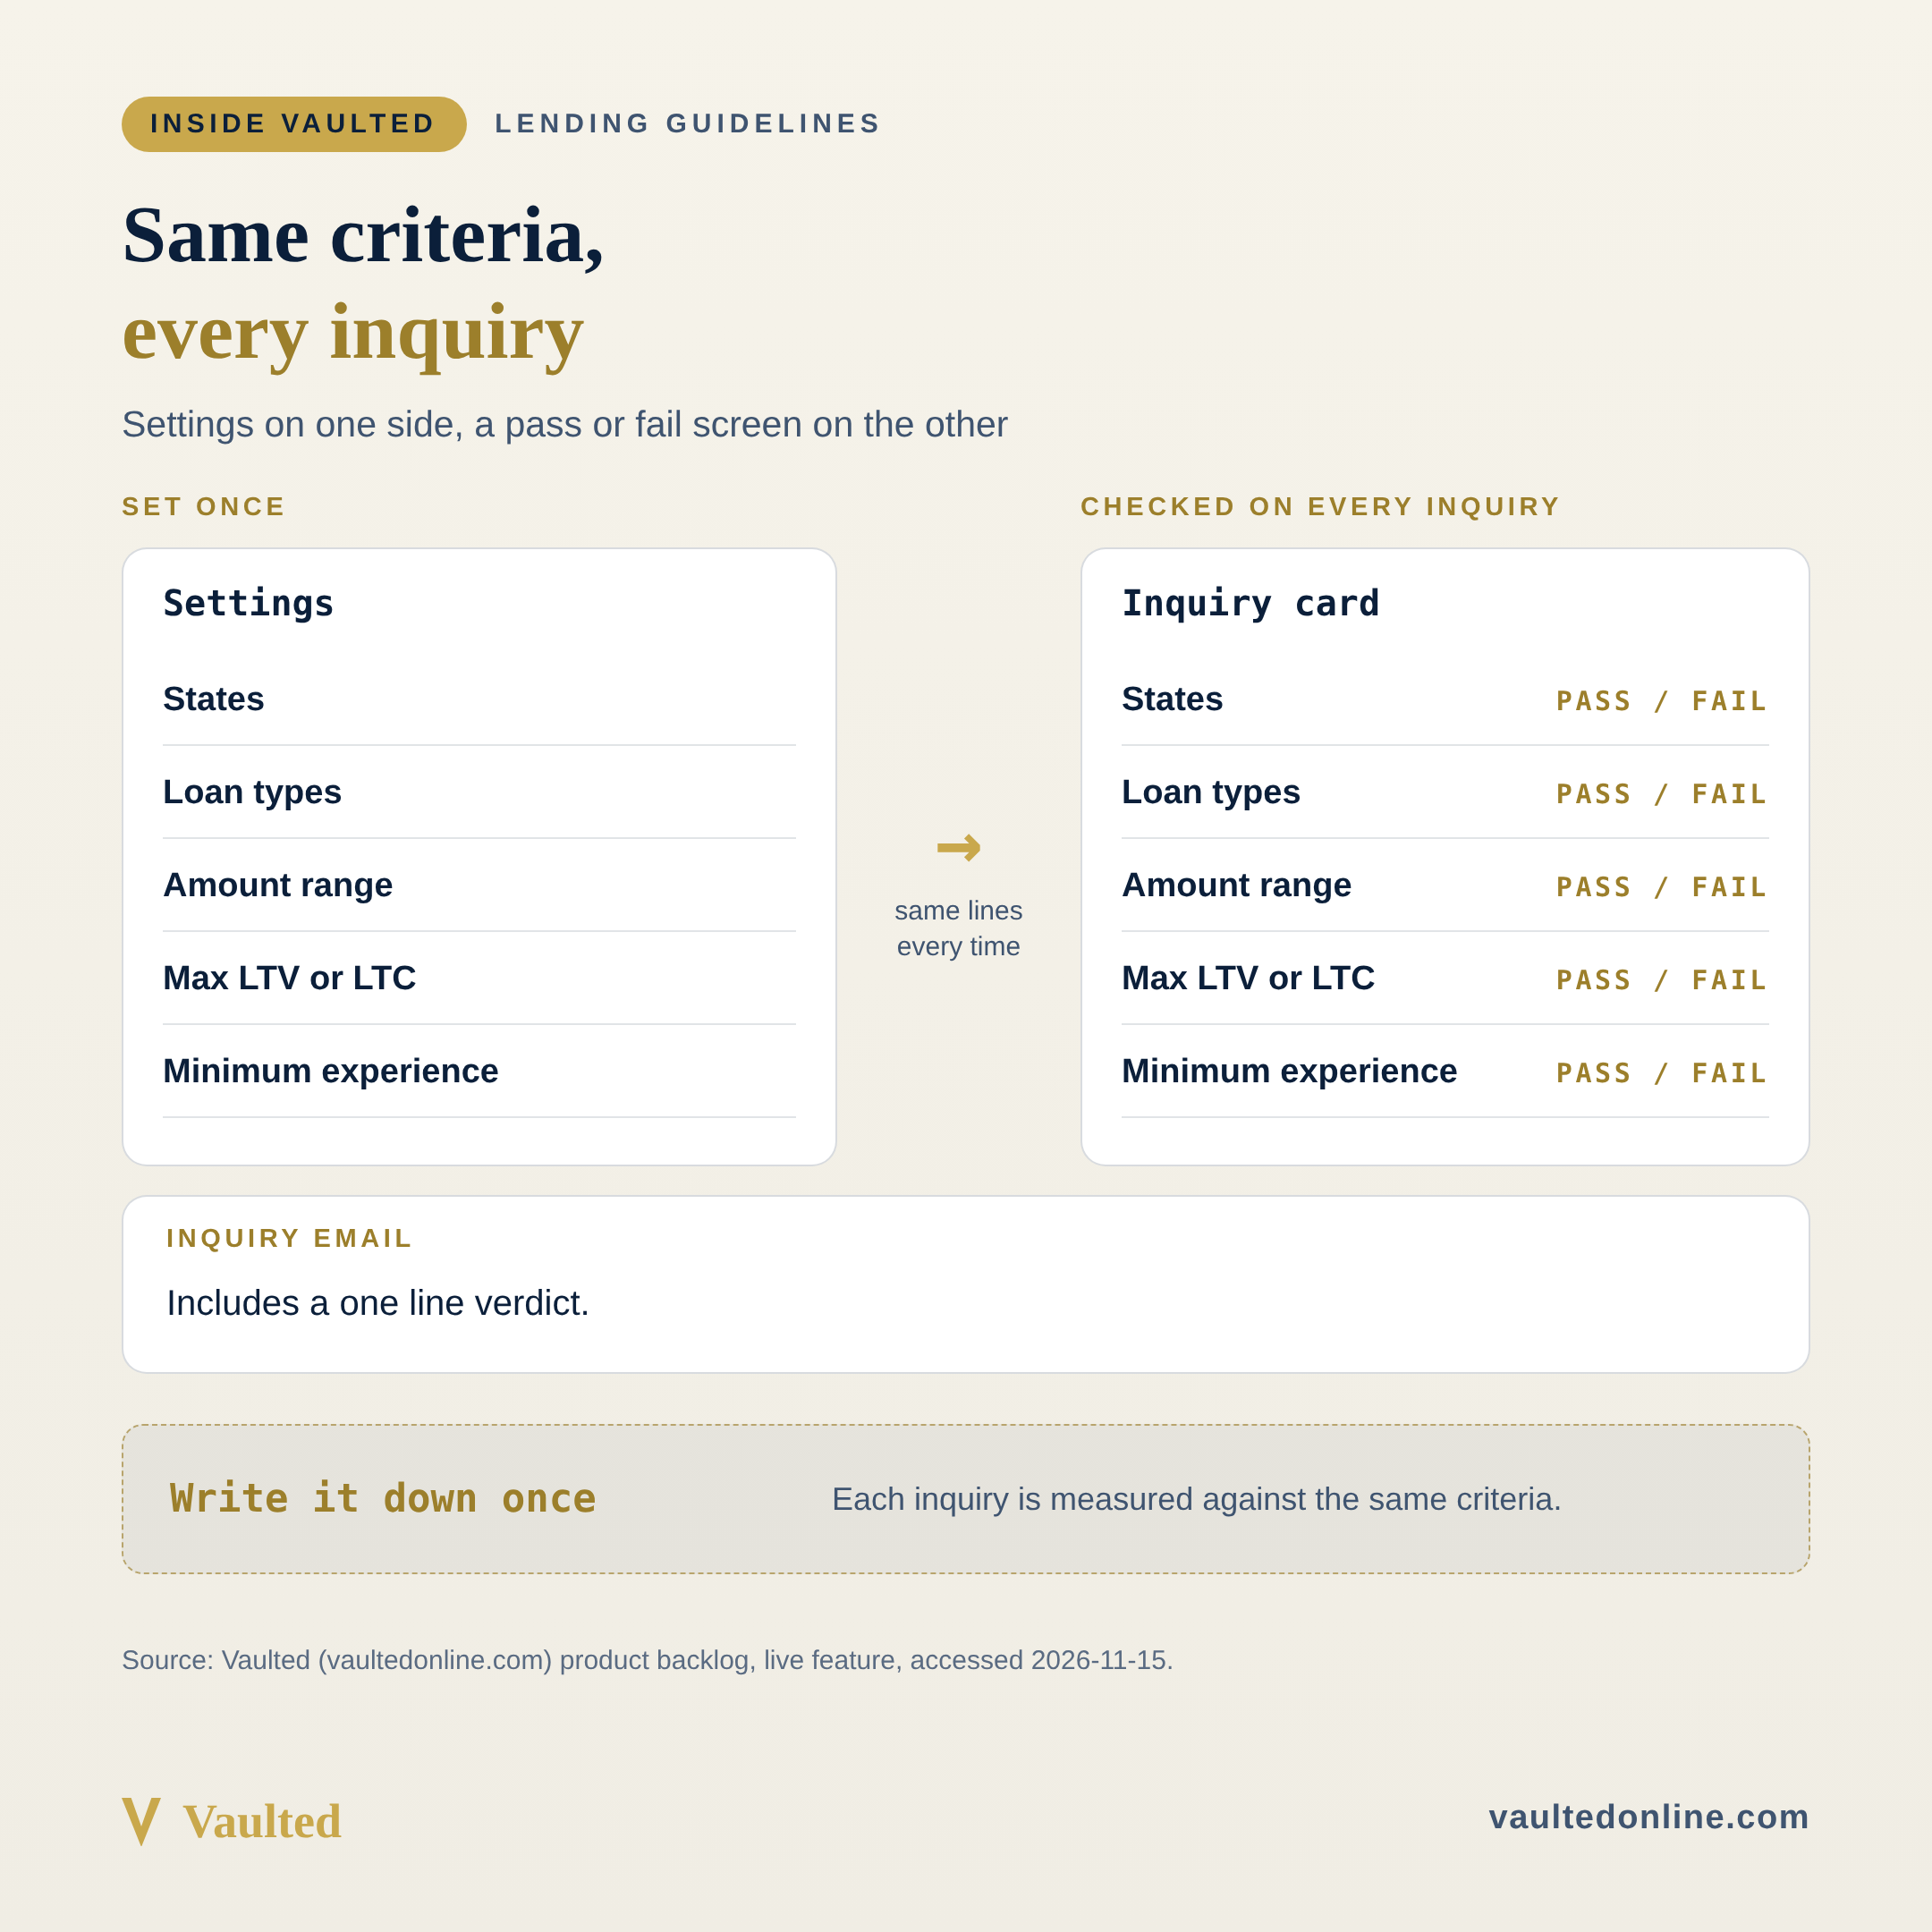 INSIDE VAULTED LENDING GUIDELINES
Same criteria,
every inquiry
Settings on one side, a pass or fail screen on the other
SET ONCE
Settings
States
Loan types
Amount range
Max LTV or LTC
Minimum experience
→
same lines
every time
CHECKED ON EVERY INQUIRY
Inquiry card
States PASS / FAIL
Loan types PASS / FAIL
Amount range PASS / FAIL
Max LTV or LTC PASS / FAIL
Minimum experience PASS / FAIL
INQUIRY EMAIL
Includes a one line verdict.
Write it down once Each inquiry is measured against the same criteria.
Source: Vaulted (vaultedonline.com) product backlog, live feature, accessed 2026-11-15.
Vaulted vaultedonline.com